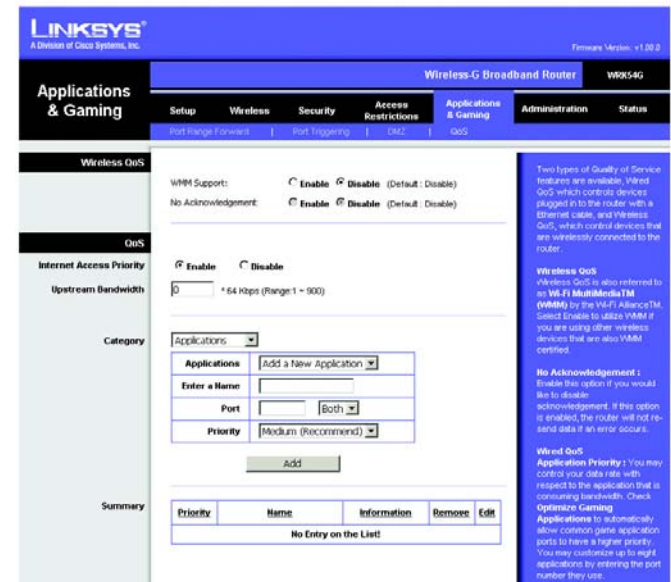 LINKSYS®
A Division of Cisco Systems, Inc.
Firmware Version: v1.00.0
Wireless-G Broadband Router WRK54G
Applications & Gaming
Setup Wireless Security Access Restrictions Applications & Gaming Administration Status
Port Range Forward | Port Triggering | DMZ | QoS
Wireless QoS
WMM Support: Enable Disable (Default : Disable)
No Acknowledgement: Enable Disable (Default : Disable)
QoS
Internet Access Priority Enable Disable
Upstream Bandwidth 0 * 64 Kbps (Range:1 ~ 900)
Category Applications
Applications Add a New Application
Enter a Name
Port Both
Priority Medium (Recommend)
Add
Summary
Priority Name Information Remove Edit
No Entry on the List!
Two types of Quality of Service
features are available, Wired
QoS which controls devices
plugged in to the router with a
Ethernet cable, and Wireless
QoS, which control devices that
are wirelessly connected to the
router.
Wireless QoS
Wireless QoS is also referred to
as Wi-Fi MultiMediaTM
(WMM) by the Wi-Fi AllianceTM.
Select Enable to utilize WMM if
you are using other wireless
devices that are also WMM
certified.
No Acknowledgement :
Enable this option if you would
like to disable
acknowledgement. If this option
is enabled, the router will not re-
send data if an error occurs.
Wired QoS
Application Priority : You may
control your data rate with
respect to the application that is
consuming bandwidth. Check
Optimize Gaming
Applications to automatically
allow common game application
ports to have a higher priority.
You may customize up to eight
applications by entering the port
number they use.